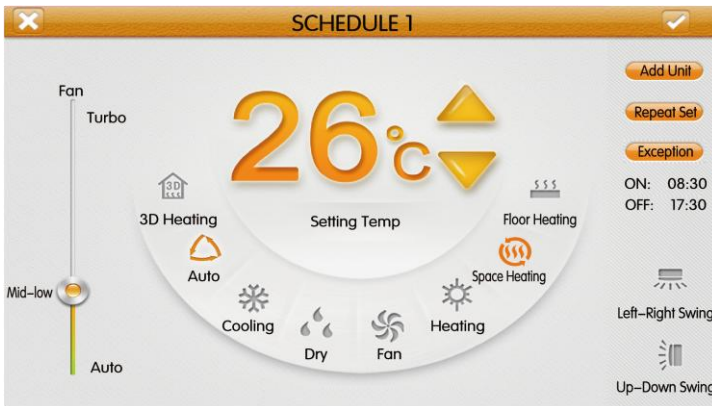 SCHEDULE 1
Fan
Turbo
Mid-low
Auto
26°C
Setting Temp
3D
3D Heating
Auto
Cooling
Dry
Fan
Heating
Space Heating
Floor Heating
Add Unit
Repeat Set
Exception
ON: 08:30
OFF: 17:30
Left-Right Swing
Up-Down Swing